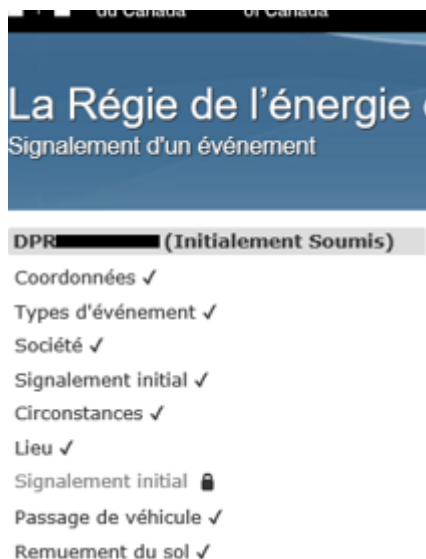 du Canada of Canada
La Régie de l'énergie
Signalement d'un événement
DPR (Initialement Soumis)
Coordonnées ✓
Types d'événement ✓
Société ✓
Signalement initial ✓
Circonstances ✓
Lieu ✓
Signalement initial
Passage de véhicule ✓
Remuement du sol ✓